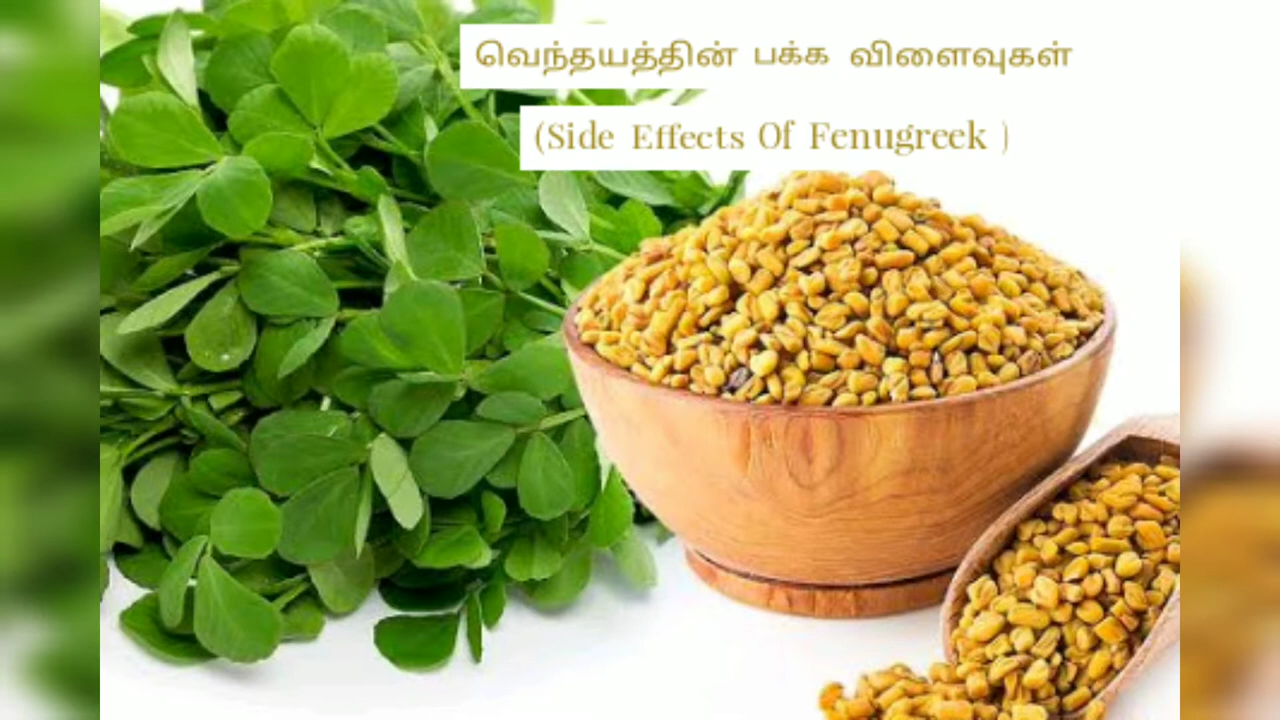 வெந்தயத்தின் பக்க விளைவுகள்
(Side Effects Of Fenugreek )